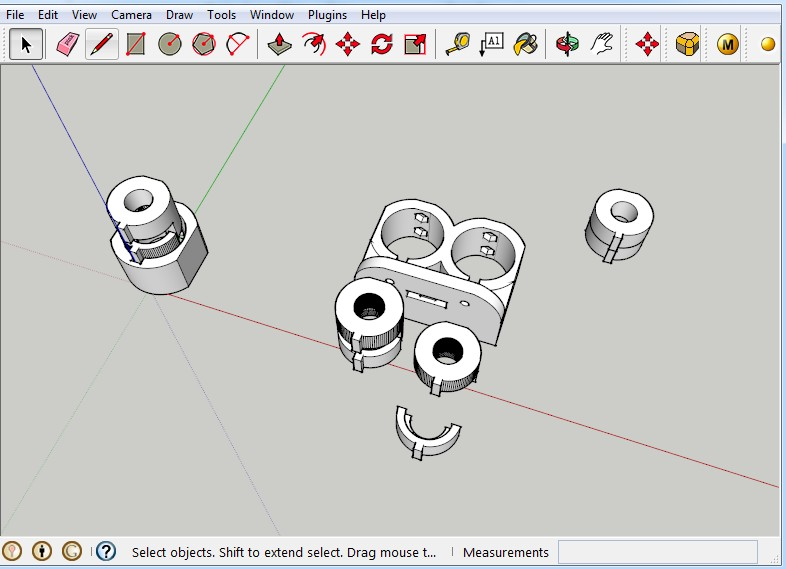 File Edit View Camera Draw Tools Window Plugins Help
A1
M
Select objects. Shift to extend select. Drag mouse t... Measurements